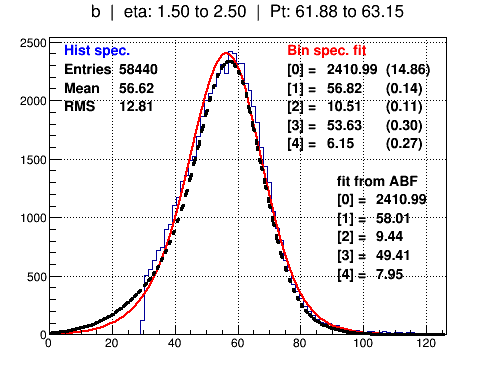 b | eta: 1.50 to 2.50 | Pt: 61.88 to 63.15
Hist spec.
Entries 58440
Mean 56.62
RMS 12.81
Bin spec. fit
[0] = 2410.99 (14.86)
[1] = 56.82 (0.14)
[2] = 10.51 (0.11)
[3] = 53.63 (0.30)
[4] = 6.15 (0.27)
fit from ABF
[0] = 2410.99
[1] = 58.01
[2] = 9.44
[3] = 49.41
[4] = 7.95
2500
2000
1500
1000
500
0
0 20 40 60 80 100 120